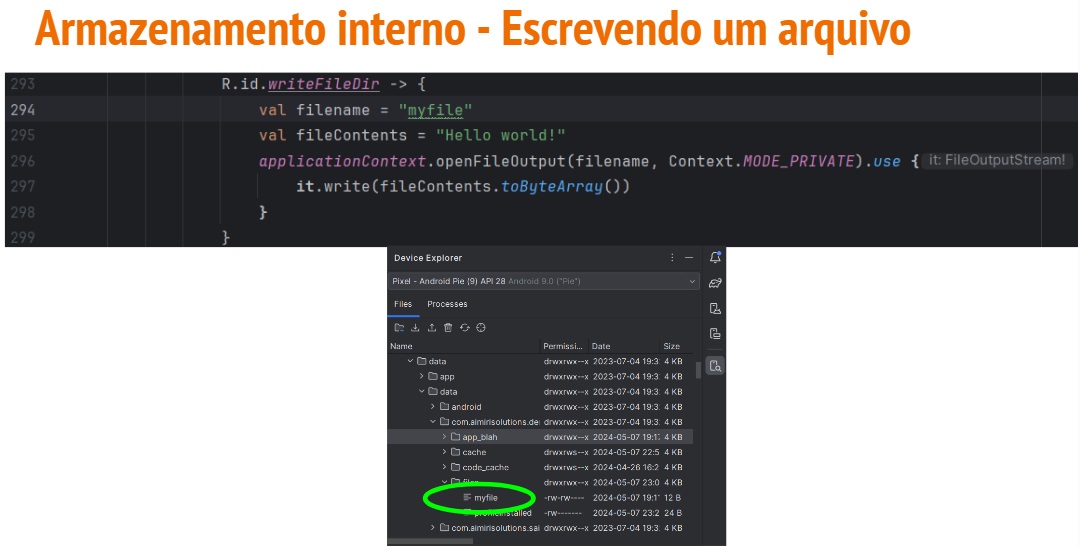 Armazenamento interno - Escrevendo um arquivo
293 R.id.writeFileDir -> {
294 val filename = "myfile"
295 val fileContents = "Hello world!"
296 applicationContext.openFileOutput(filename, Context.MODE_PRIVATE).use { it: FileOutputStream!
297 it.write(fileContents.toByteArray())
298 }
299 }
Device Explorer
Pixel - Android Pie (9) API 28 Android 9.0 ("Pie")
Files Processes
Name Permissi... Date Size
data drwxrwx--x 2023-07-04 19:3 4 KB
app drwxrwx--x 2023-07-04 19:3 4 KB
data drwxrwx--x 2023-07-04 19:3 4 KB
android drwxrwx--x 2023-07-04 19:3 4 KB
com.aimirisolutions.de drwxrwx--x 2023-07-04 19:3 4 KB
app_blah drwxrwx--x 2024-05-07 19:1 4 KB
cache drwxrws--x 2024-05-07 22:5 4 KB
code_cache drwxrws--x 2024-04-26 16:2 4 KB
files drwxrwx--x 2024-05-07 23:0 4 KB
myfile -rw-rw---- 2024-05-07 19:1 12 B
profileInstalled -rw------- 2024-05-07 23:2 24 B
com.aimirisolutions.sai drwxrwx--x 2023-07-04 19:3 4 KB